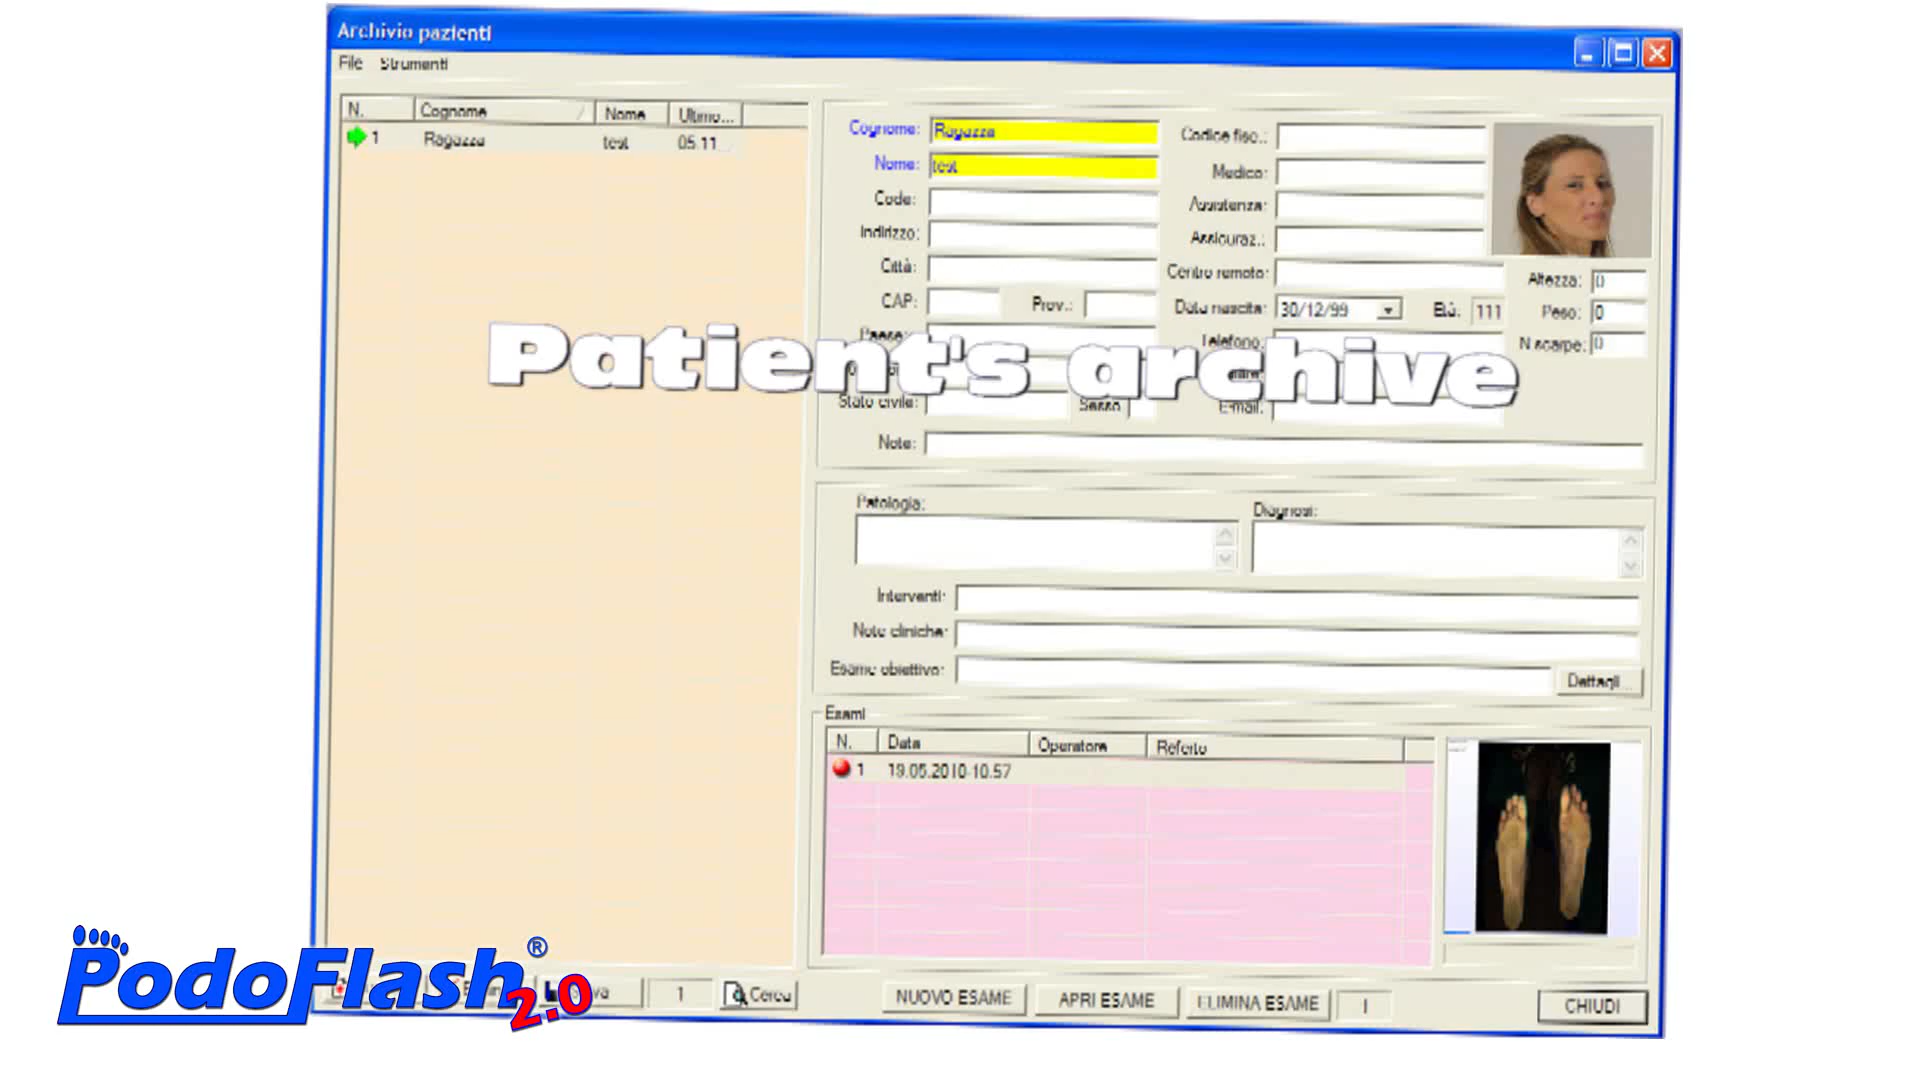 Archivio pazienti
File Strumenti
N. Cognome Nome Ultimo...
1 Ragazza test 05.11...
Cognome: Ragazza
Nome: test
Code:
Indirizzo:
Città:
CAP: Prov.:
Paese:
Stato civile: Sesso
Codice fisc.:
Medico:
Assistenza:
Assicuraz.:
Centro remoto:
Data nascita: 30/12/99 Età: 111
Telefono:
E-mail:
Altezza: 0
Peso: 0
N scarpe: 0
Note:
Patient's archive
Patologia:
Diagnosi:
Interventi:
Note cliniche:
Esame obiettivo:
Dettagli...
Esami
N. Data Operatore Referto
1 19.05.2010-10.57
1 Cerca
NUOVO ESAME APRI ESAME ELIMINA ESAME 1 CHIUDI
PodoFlash® 2.0